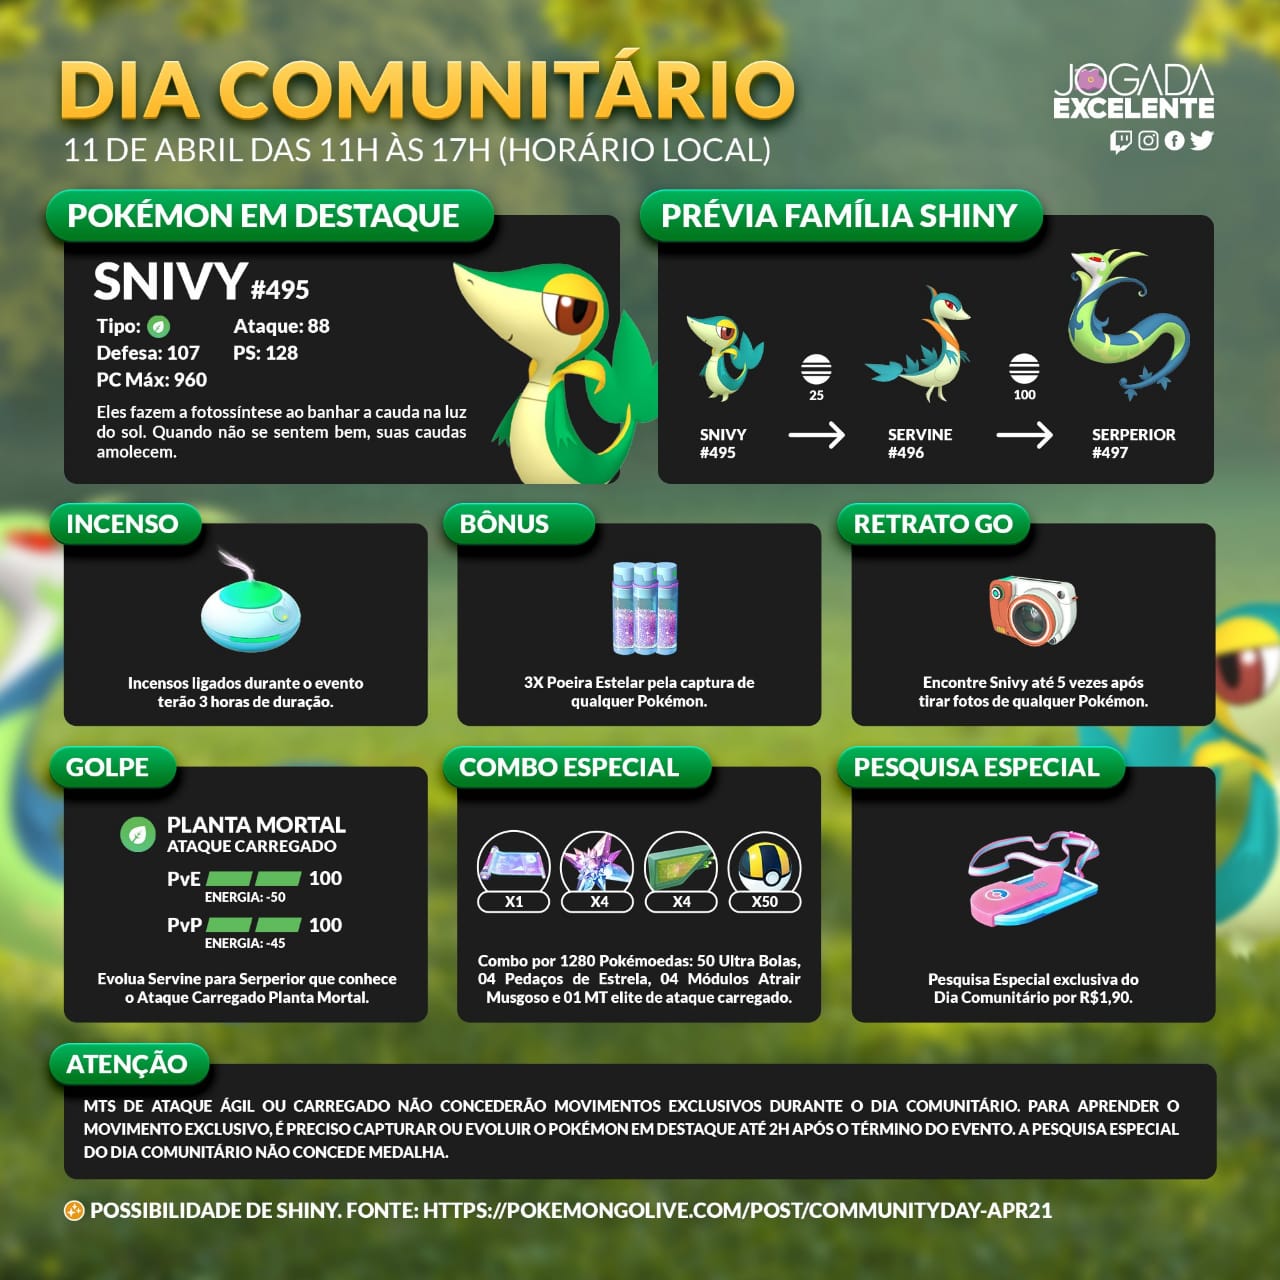 DIA COMUNITÁRIO
11 DE ABRIL DAS 11H ÀS 17H (HORÁRIO LOCAL)
JOGADA
EXCELENTE
POKÉMON EM DESTAQUE
SNIVY #495
Tipo: Ataque: 88
Defesa: 107 PS: 128
PC Máx: 960
Eles fazem a fotossíntese ao banhar a cauda na luz
do sol. Quando não se sentem bem, suas caudas
amolecem.
PRÉVIA FAMÍLIA SHINY
25
100
SNIVY
#495
SERVINE
#496
SERPERIOR
#497
INCENSO
Incensos ligados durante o evento
terão 3 horas de duração.
BÔNUS
3X Poeira Estelar pela captura de
qualquer Pokémon.
RETRATO GO
Encontre Snivy até 5 vezes após
tirar fotos de qualquer Pokémon.
GOLPE
PLANTA MORTAL
ATAQUE CARREGADO
PvE 100
ENERGIA: -50
PvP 100
ENERGIA: -45
Evolua Servine para Serperior que conhece
o Ataque Carregado Planta Mortal.
COMBO ESPECIAL
X1 X4 X4 X50
Combo por 1280 Pokémoedas: 50 Ultra Bolas,
04 Pedaços de Estrela, 04 Módulos Atrair
Musgoso e 01 MT elite de ataque carregado.
PESQUISA ESPECIAL
Pesquisa Especial exclusiva do
Dia Comunitário por R$1,90.
ATENÇÃO
MTS DE ATAQUE ÁGIL OU CARREGADO NÃO CONCEDERÃO MOVIMENTOS EXCLUSIVOS DURANTE O DIA COMUNITÁRIO. PARA APRENDER O
MOVIMENTO EXCLUSIVO, É PRECISO CAPTURAR OU EVOLUIR O POKÉMON EM DESTAQUE ATÉ 2H APÓS O TÉRMINO DO EVENTO. A PESQUISA ESPECIAL
DO DIA COMUNITÁRIO NÃO CONCEDE MEDALHA.
POSSIBILIDADE DE SHINY. FONTE: HTTPS://POKEMONGOLIVE.COM/POST/COMMUNITYDAY-APR21